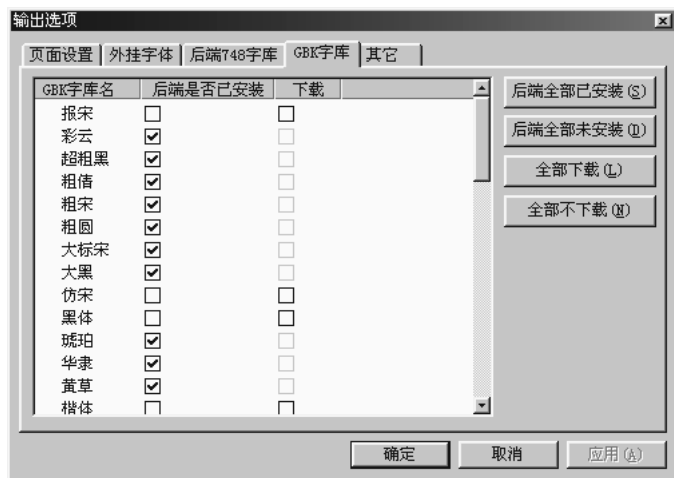 输出选项
页面设置 外挂字体 后端748字库 GBK字库 其它
GBK字库名 后端是否已安装 下载
报宋
彩云
超粗黑
粗倩
粗宋
粗圆
大标宋
大黑
仿宋
黑体
琥珀
华隶
黄草
楷体
后端全部已安装(S)
后端全部未安装(D)
全部下载(L)
全部不下载(N)
确定 取消 应用(A)